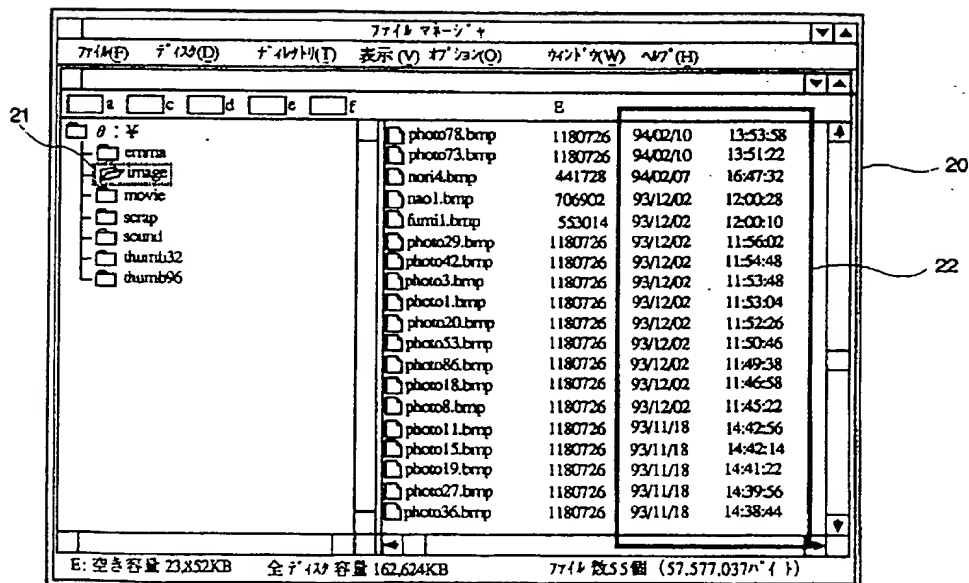 ファイル マネージャ
ファイル(F) ディスク(D) ディレクトリ(T) 表示(V) オプション(O) ウィンドウ(W) ヘルプ(H)
a c d e f E
21
:¥
emma
image
movie
scrap
sound
thumb32
thumb96
photo78.bmp 1180726 94/02/10 13:53:58
photo73.bmp 1180726 94/02/10 13:51:22
nori4.bmp 441728 94/02/07 16:47:32
nao1.bmp 706902 93/12/02 12:00:28
fumi1.bmp 553014 93/12/02 12:00:10
photo29.bmp 1180726 93/12/02 11:56:02
photo42.bmp 1180726 93/12/02 11:54:48
photo3.bmp 1180726 93/12/02 11:53:48
photo1.bmp 1180726 93/12/02 11:53:04
photo20.bmp 1180726 93/12/02 11:52:26
photo53.bmp 1180726 93/12/02 11:50:46
photo86.bmp 1180726 93/12/02 11:49:38
photo18.bmp 1180726 93/12/02 11:46:58
photo8.bmp 1180726 93/12/02 11:45:22
photo11.bmp 1180726 93/11/18 14:42:56
photo15.bmp 1180726 93/11/18 14:42:14
photo19.bmp 1180726 93/11/18 14:41:22
photo27.bmp 1180726 93/11/18 14:39:56
photo36.bmp 1180726 93/11/18 14:38:44
20
22
E: 空き容量 23,852KB 全ディスク容量 162,624KB ファイル数55個 (57,577,037バイト)